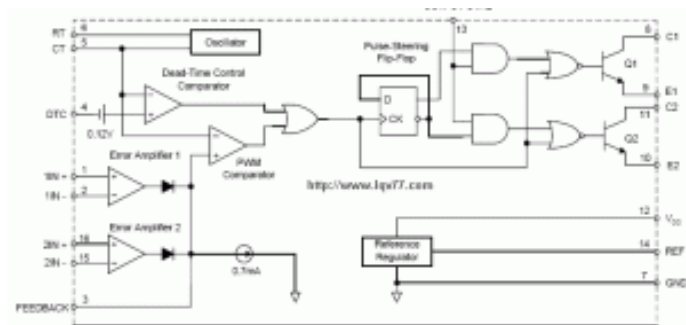 RT 6
CT 5
Oscillator
13
8 C1
Pulse-Steering
Flip-Flop
Q1
Dead-Time Control
Comparator
D
CK
9 E1
C2
11
DTC 4
0.12V
PWM
Comparator
Q2
10 E2
Error Amplifier 1
1IN + 1
1IN - 2
http://www.lqv77.com
12
Error Amplifier 2
2IN + 16
2IN - 15
Reference
Regulator
14 REF
0.7mA
7 GND
FEEDBACK 3